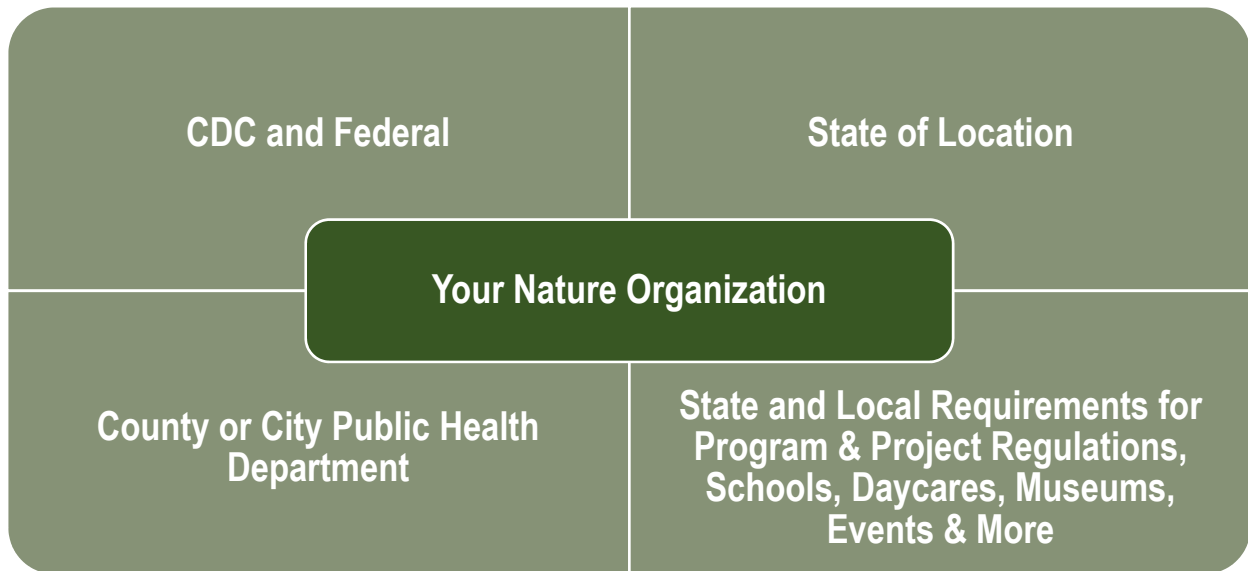 CDC and Federal
State of Location
Your Nature Organization
County or City Public Health
Department
State and Local Requirements for
Program & Project Regulations,
Schools, Daycares, Museums,
Events & More